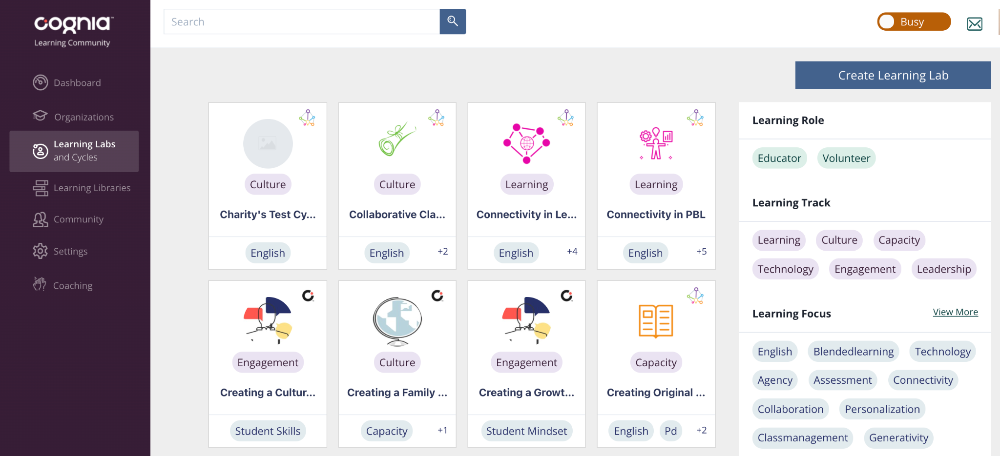 cognia™
Learning Community
Dashboard
Organizations
Learning Labs
and Cycles
Learning Libraries
Community
Settings
Coaching
Search
Busy
Create Learning Lab
Culture
Charity's Test Cy...
English
Culture
Collaborative Cla...
English +2
Learning
Connectivity in Le...
English +4
Learning
Connectivity in PBL
English +5
Engagement
Creating a Cultur...
Student Skills
Culture
Creating a Family ...
Capacity +1
Engagement
Creating a Growt...
Student Mindset
Capacity
Creating Original ...
English Pd +2
Learning Role
Educator Volunteer
Learning Track
Learning Culture Capacity
Technology Engagement Leadership
Learning Focus View More
English Blendedlearning Technology
Agency Assessment Connectivity
Collaboration Personalization
Classmanagement Generativity